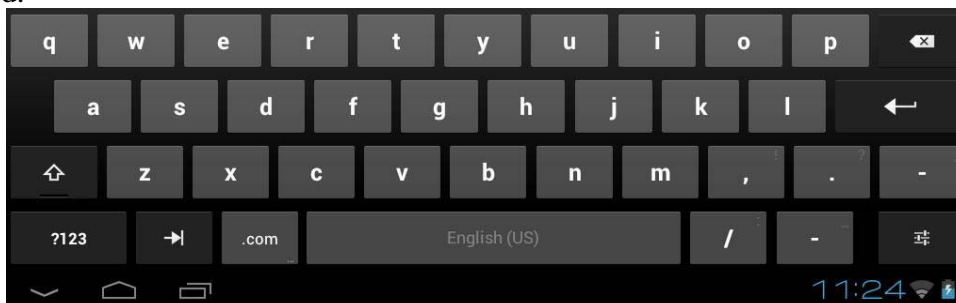 q w e r t y u i o p
a s d f g h j k l
z x c v b n m , ! . ? -
?123 .com ... English (US) / : -
11:24